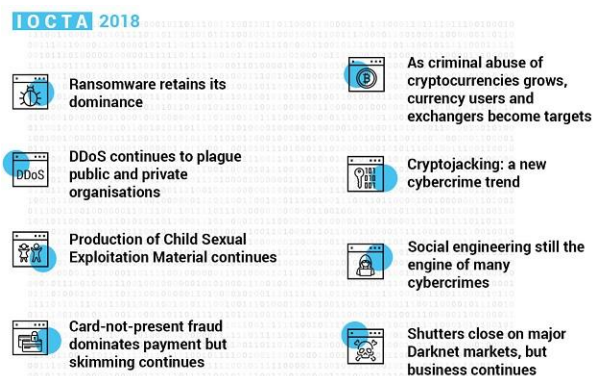 IOCTA 2018
Ransomware retains its
dominance
DDoS
DDoS continues to plague
public and private
organisations
Production of Child Sexual
Exploitation Material continues
Card-not-present fraud
dominates payment but
skimming continues
As criminal abuse of
cryptocurrencies grows,
currency users and
exchangers become targets
Cryptojacking: a new
cybercrime trend
Social engineering still the
engine of many
cybercrimes
Shutters close on major
Darknet markets, but
business continues